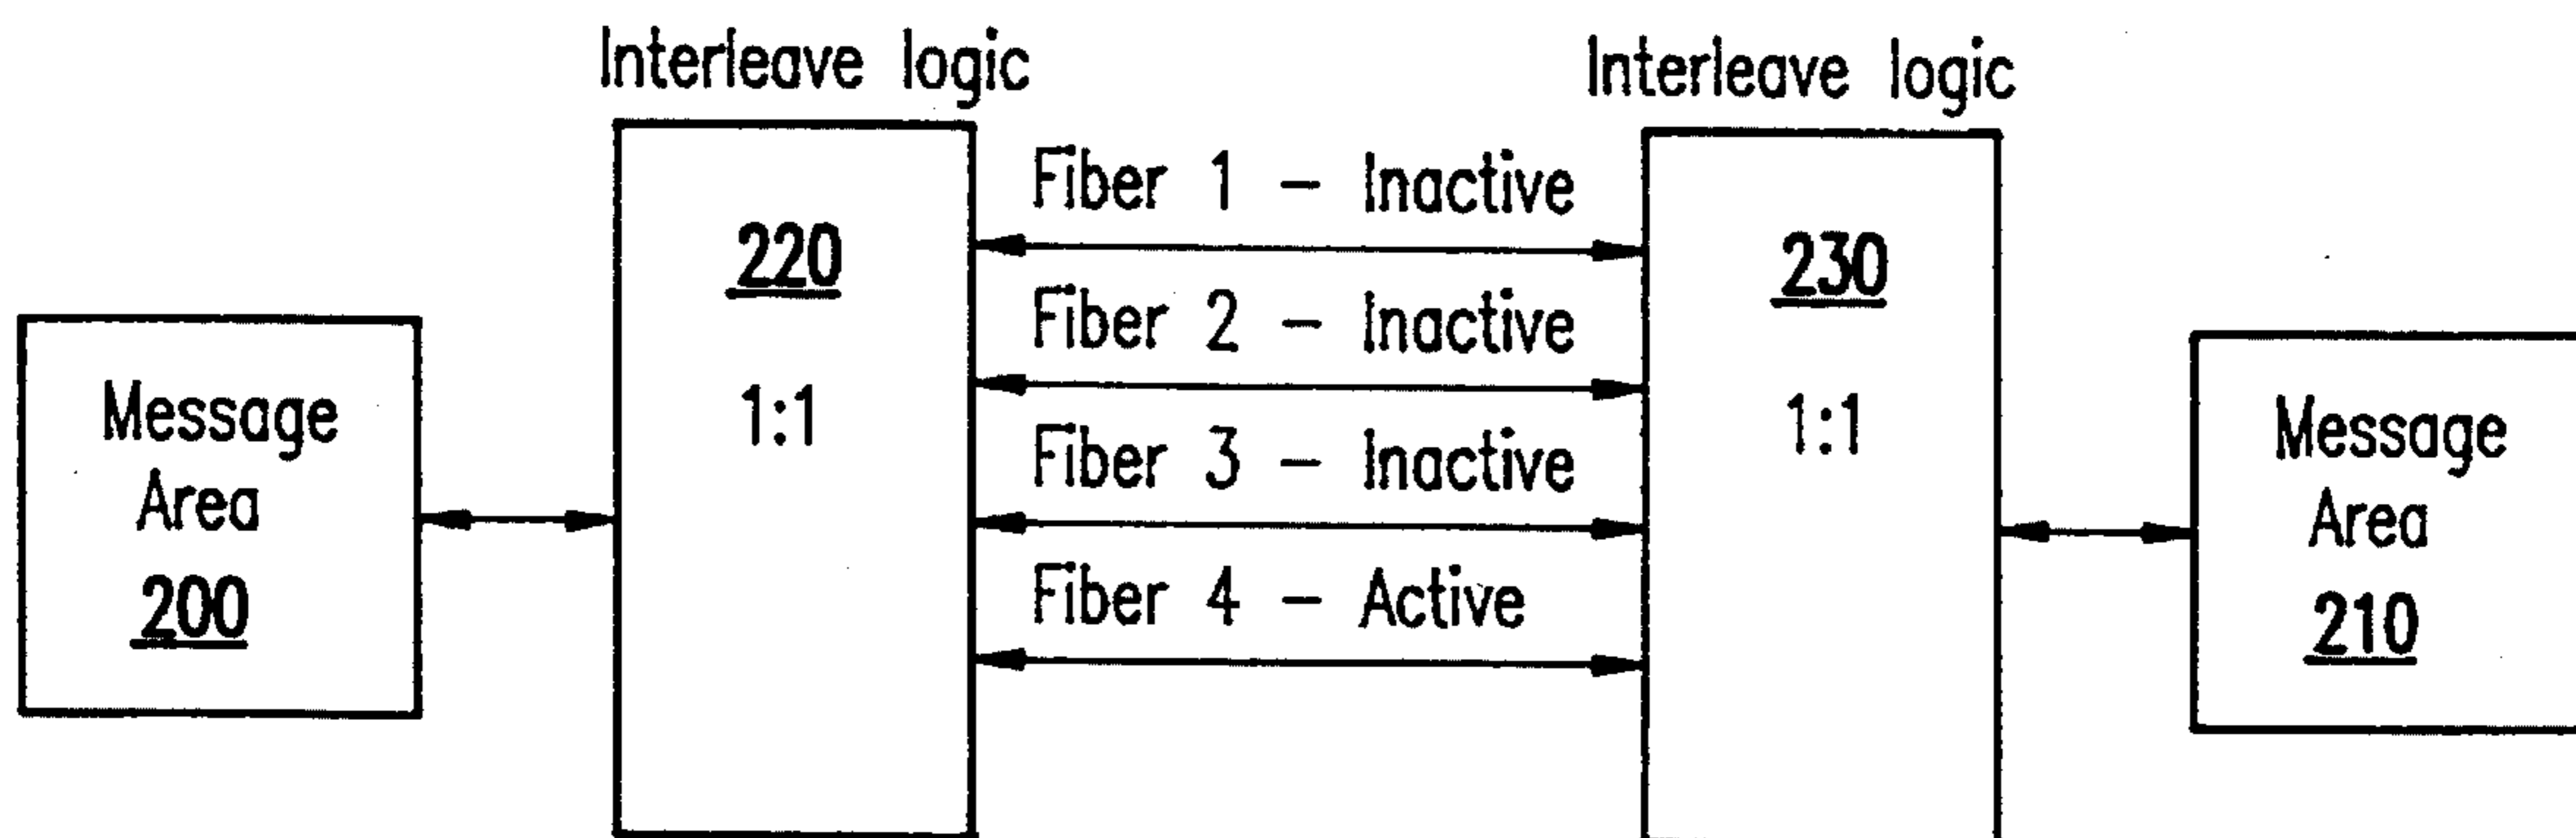 Interleave logic
Interleave logic
Fiber 1 – Inactive
220
230
Fiber 2 – Inactive
Message
Area
200
1:1
1:1
Message
Area
210
Fiber 3 – Inactive
Fiber 4 – Active